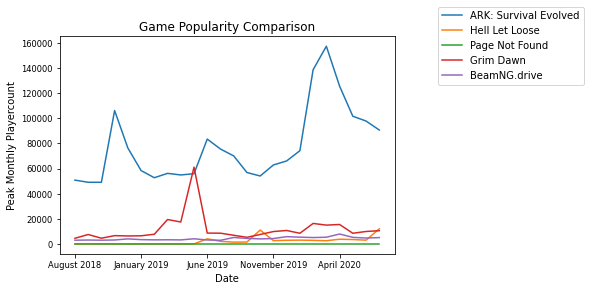 Game Popularity Comparison
ARK: Survival Evolved
Hell Let Loose
Page Not Found
Grim Dawn
BeamNG.drive
Peak Monthly Playercount
160000
140000
120000
100000
80000
60000
40000
20000
0
August 2018 January 2019 June 2019 November 2019 April 2020
Date